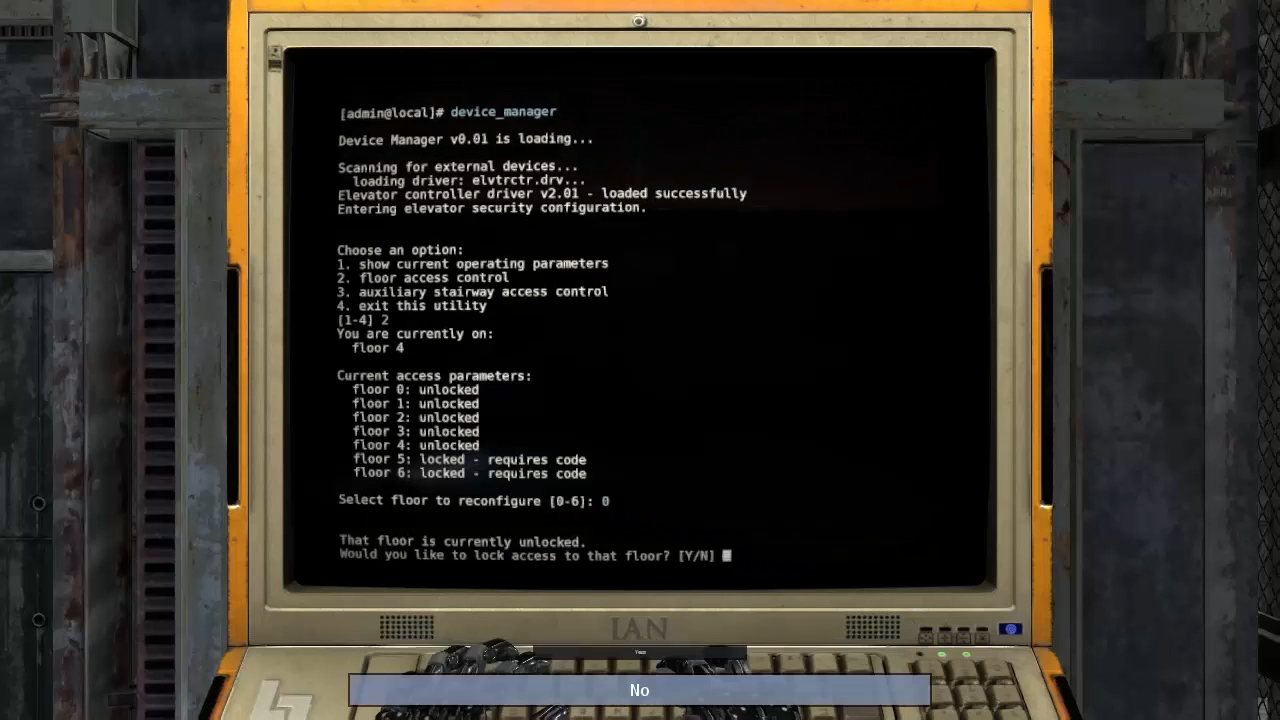 [admin@local]# device_manager
Device Manager v0.01 is loading...
Scanning for external devices...
loading driver: elvtrctr.drv...
Elevator controller driver v2.01 - loaded successfully
Entering elevator security configuration.
Choose an option:
1. show current operating parameters
2. floor access control
3. auxiliary stairway access control
4. exit this utility
[1-4] 2
You are currently on:
floor 4
Current access parameters:
floor 0: unlocked
floor 1: unlocked
floor 2: unlocked
floor 3: unlocked
floor 4: unlocked
floor 5: locked - requires code
floor 6: locked - requires code
Select floor to reconfigure [0-6]: 0
That floor is currently unlocked.
Would you like to lock access to that floor? [Y/N]
IAN
No